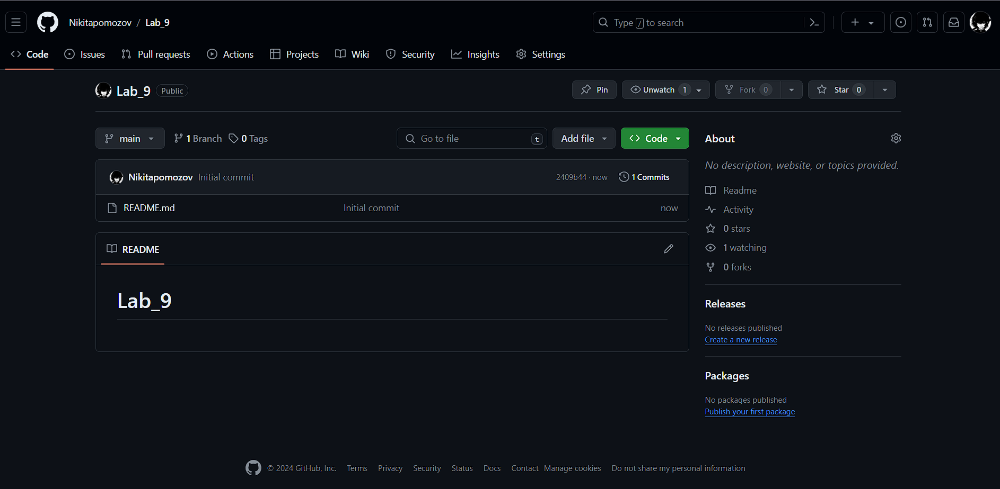 Nikitapomozov / Lab_9
Type / to search
Code Issues Pull requests Actions Projects Wiki Security Insights Settings
Lab_9 Public
Pin Unwatch 1 Fork 0 Star 0
main 1 Branch 0 Tags Go to file t Add file Code
Nikitapomozov Initial commit 2409b44 · now 1 Commits
README.md Initial commit now
README
Lab_9
About
No description, website, or topics provided.
Readme
Activity
0 stars
1 watching
0 forks
Releases
No releases published
Create a new release
Packages
No packages published
Publish your first package
© 2024 GitHub, Inc. Terms Privacy Security Status Docs Contact Manage cookies Do not share my personal information